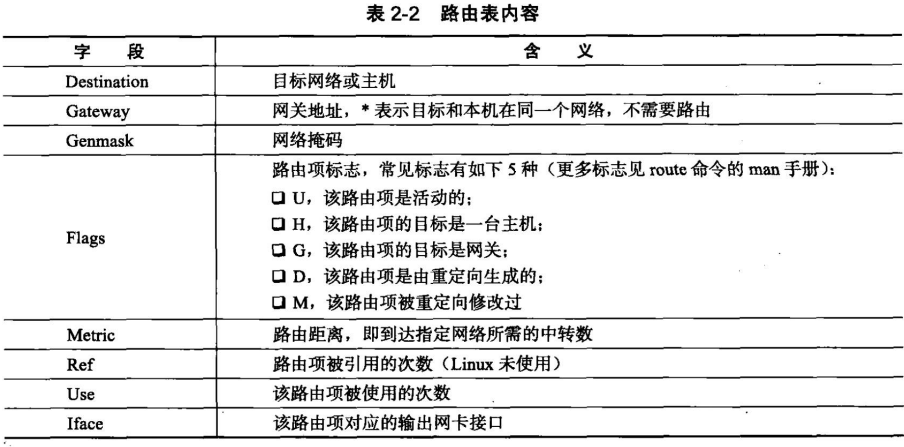 表 2-2 路由表内容
字 段 含 义
Destination 目标网络或主机
Gateway 网关地址，* 表示目标和本机在同一个网络，不需要路由
Genmask 网络掩码
Flags 路由项标志，常见标志有如下 5 种（更多标志见 route 命令的 man 手册）：
❑ U，该路由项是活动的；
❑ H，该路由项的目标是一台主机；
❑ G，该路由项的目标是网关；
❑ D，该路由项是由重定向生成的；
❑ M，该路由项被重定向修改过
Metric 路由距离，即到达指定网络所需的中转数
Ref 路由项被引用的次数（Linux 未使用）
Use 该路由项被使用的次数
Iface 该路由项对应的输出网卡接口